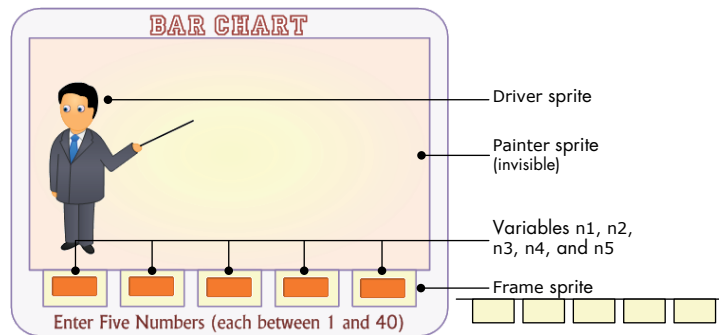 BAR CHART
Driver sprite
Painter sprite
(invisible)
Variables n1, n2,
n3, n4, and n5
Frame sprite
Enter Five Numbers (each between 1 and 40)